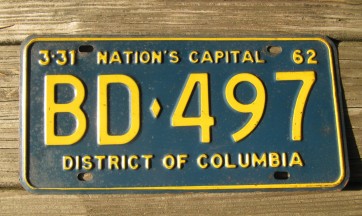 3-31 NATION'S CAPITAL 62
BD♦497
DISTRICT OF COLUMBIA